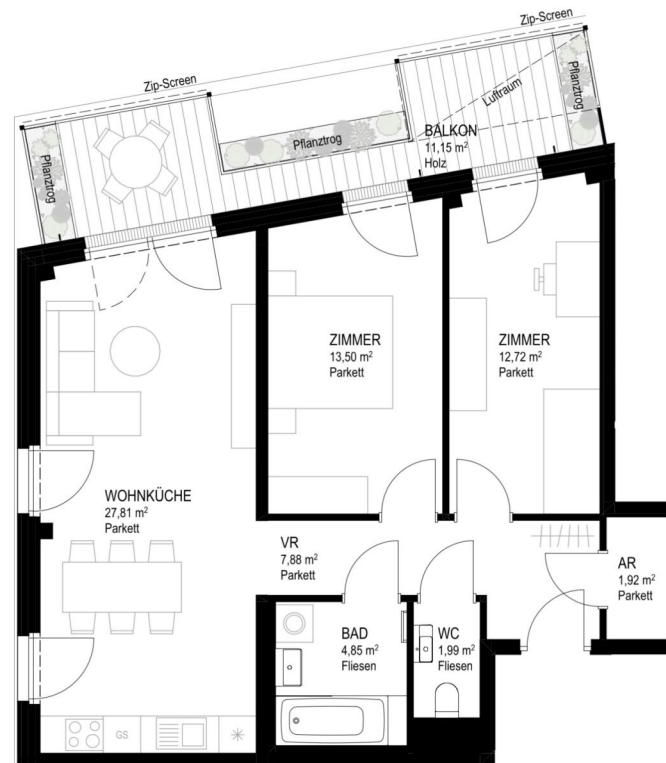 Zip-Screen
Zip-Screen
Pflanztrog
Luftraum
Pflanztrog
Pflanztrog
BALKON
11,15 m²
Holz
ZIMMER
13,50 m²
Parkett
ZIMMER
12,72 m²
Parkett
WOHNKÜCHE
27,81 m²
Parkett
VR
7,88 m²
Parkett
AR
1,92 m²
Parkett
BAD
4,85 m²
Fliesen
WC
1,99 m²
Fliesen
GS